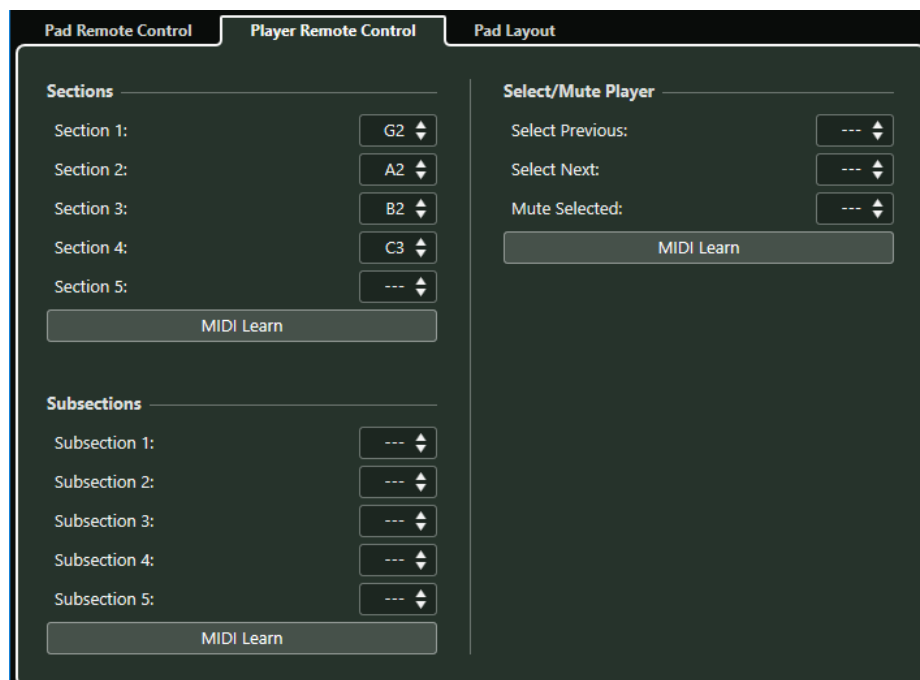 Pad Remote Control Player Remote Control Pad Layout
Sections
Section 1: G2
Section 2: A2
Section 3: B2
Section 4: C3
Section 5: ---
MIDI Learn
Subsections
Subsection 1: ---
Subsection 2: ---
Subsection 3: ---
Subsection 4: ---
Subsection 5: ---
MIDI Learn
Select/Mute Player
Select Previous: ---
Select Next: ---
Mute Selected: ---
MIDI Learn